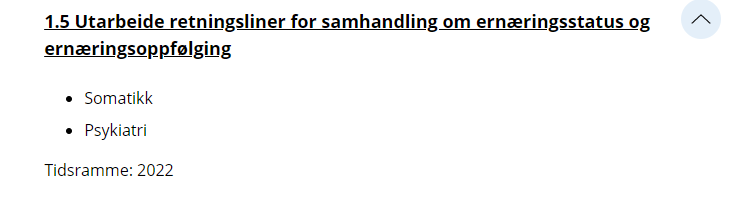 1.5 Utarbeide retningsliner for samhandling om ernæringsstatus og
ernæringsoppfølging
• Somatikk
• Psykiatri
Tidsramme: 2022